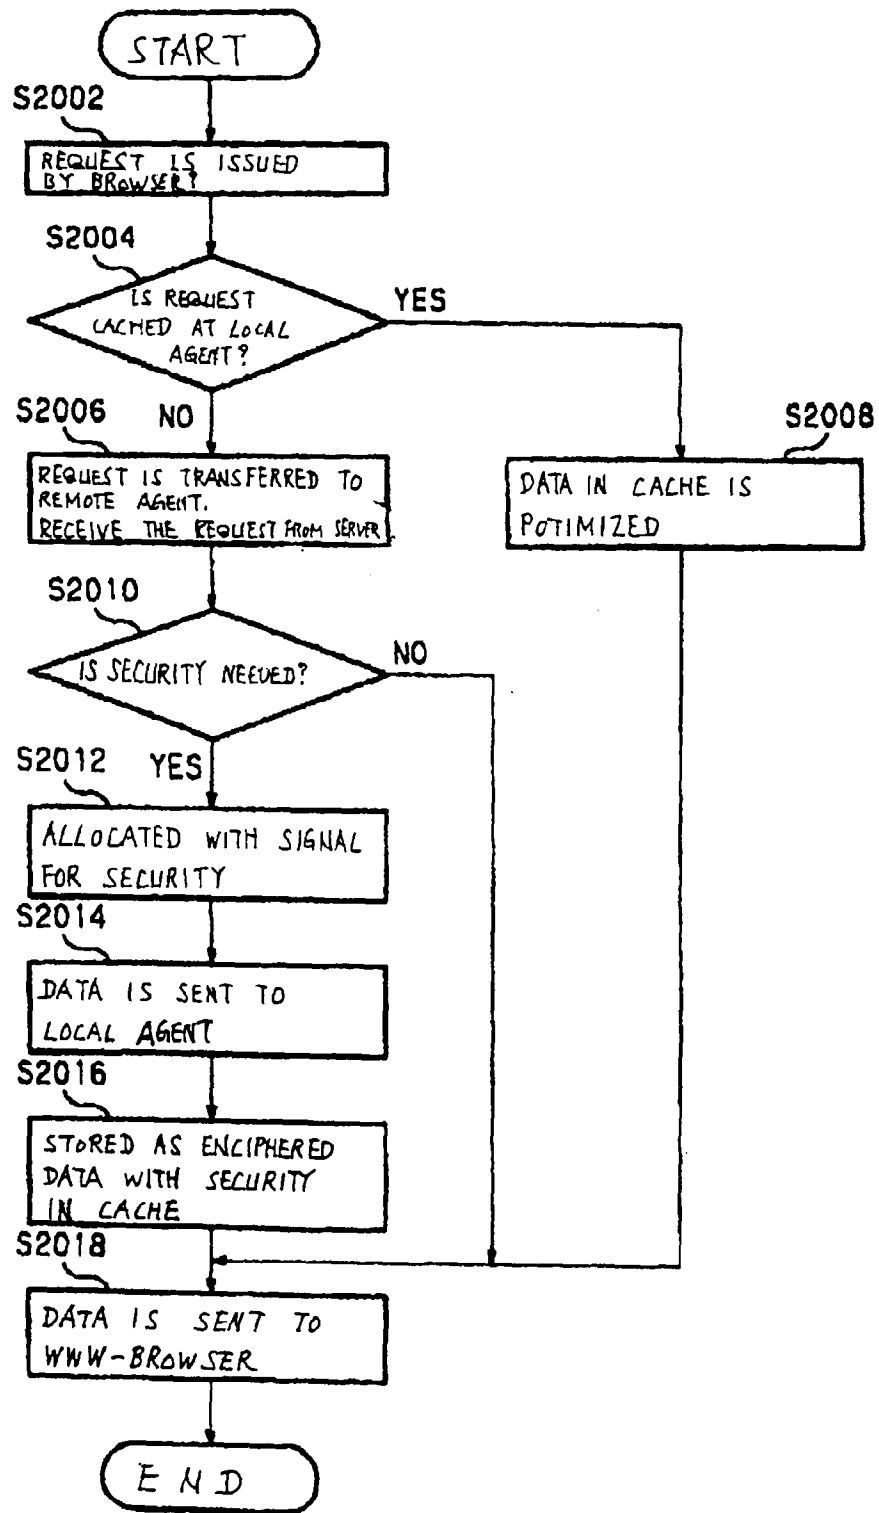 START
S2002
REQUEST IS ISSUED
BY BROWSER?
S2004
IS REQUEST
CACHED AT LOCAL
AGENT?
YES
NO
S2006
REQUEST IS TRANSFERRED TO
REMOTE AGENT.
RECEIVE THE REQUEST FROM SERVER
S2008
DATA IN CACHE IS
POTIMIZED
S2010
IS SECURITY NEEUED?
NO
YES
S2012
ALLOCATED WITH SIGNAL
FOR SECURITY
S2014
DATA IS SENT TO
LOCAL AGENT
S2016
STORED AS ENCIPHERED
DATA WITH SECURITY
IN CACHE
S2018
DATA IS SENT TO
WWW-BROWSER
END